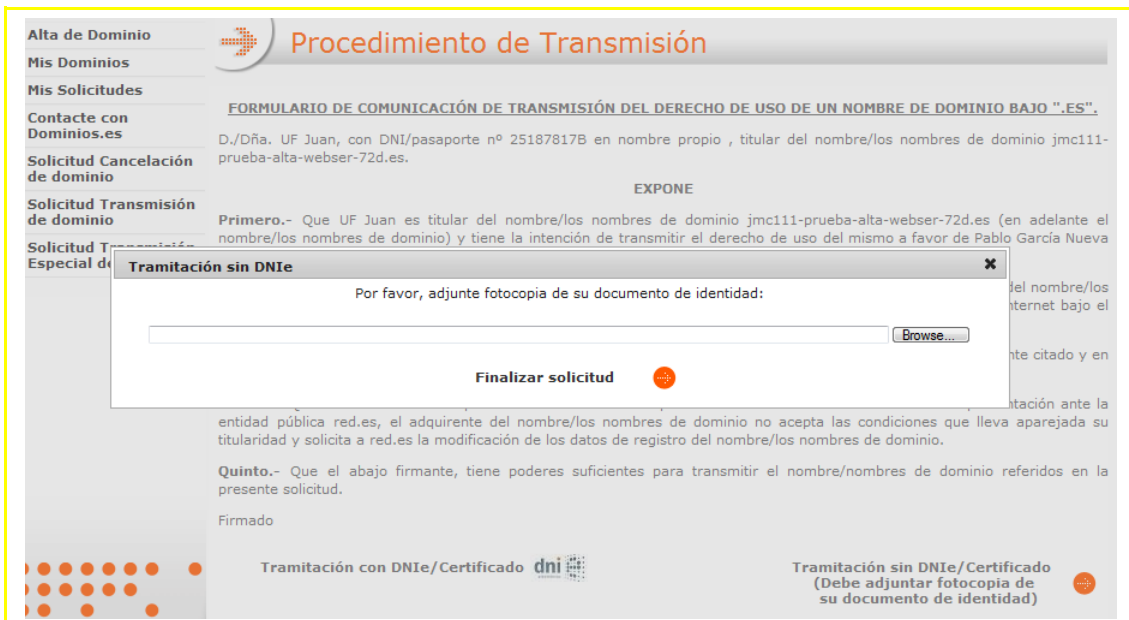 Alta de Dominio
Mis Dominios
Mis Solicitudes
Contacte con
Dominios.es
Solicitud Cancelación
de dominio
Solicitud Transmisión
de dominio
Solicitud Transmisión
Especial de
Procedimiento de Transmisión
FORMULARIO DE COMUNICACIÓN DE TRANSMISIÓN DEL DERECHO DE USO DE UN NOMBRE DE DOMINIO BAJO ".ES".
D./Dña. UF Juan, con DNI/pasaporte nº 25187817B en nombre propio , titular del nombre/los nombres de dominio jmc111-
prueba-alta-webser-72d.es.
EXPONE
Primero.- Que UF Juan es titular del nombre/los nombres de dominio jmc111-prueba-alta-webser-72d.es (en adelante el
nombre/los nombres de dominio) y tiene la intención de transmitir el derecho de uso del mismo a favor de Pablo García Nueva
del nombre/los
nternet bajo el
nte citado y en
Tramitación sin DNIe
Por favor, adjunte fotocopia de su documento de identidad:
Browse...
Finalizar solicitud
ntación ante la
entidad pública red.es, el adquirente del nombre/los nombres de dominio no acepta las condiciones que lleva aparejada su
titularidad y solicita a red.es la modificación de los datos de registro del nombre/los nombres de dominio.
Quinto.- Que el abajo firmante, tiene poderes suficientes para transmitir el nombre/nombres de dominio referidos en la
presente solicitud.
Firmado
Tramitación con DNIe/Certificado dni
Tramitación sin DNIe/Certificado
(Debe adjuntar fotocopia de
su documento de identidad)